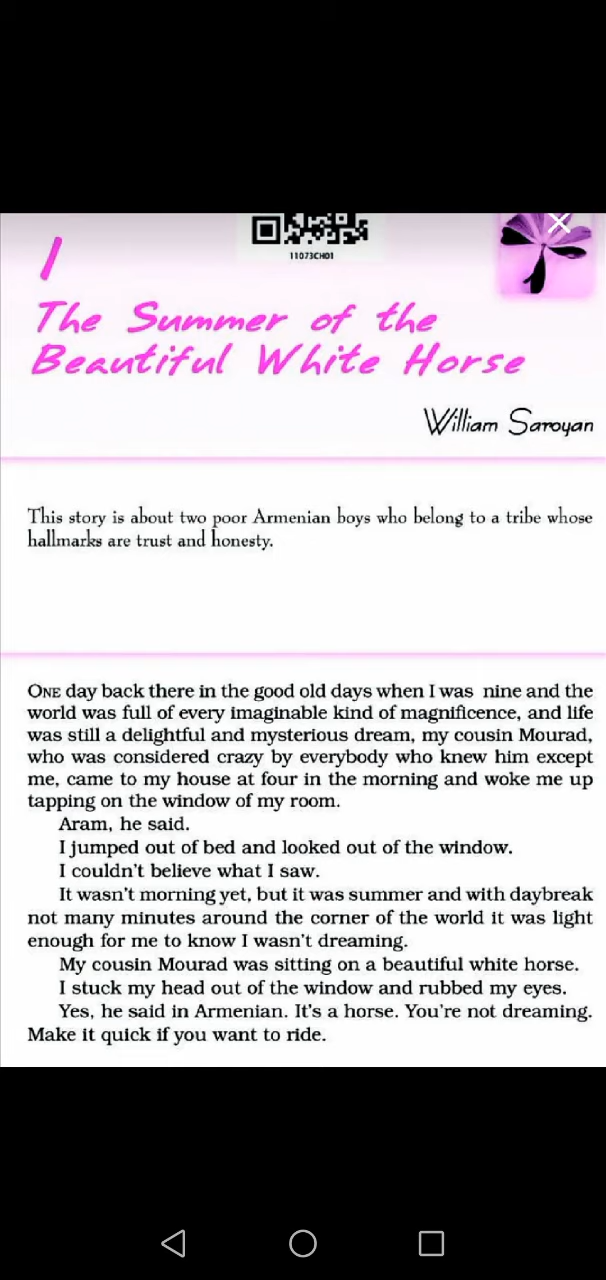 11073CH01
1
The Summer of the
Beautiful White Horse
William Saroyan
This story is about two poor Armenian boys who belong to a tribe whose
hallmarks are trust and honesty.
ONE day back there in the good old days when I was nine and the
world was full of every imaginable kind of magnificence, and life
was still a delightful and mysterious dream, my cousin Mourad,
who was considered crazy by everybody who knew him except
me, came to my house at four in the morning and woke me up
tapping on the window of my room.
Aram, he said.
I jumped out of bed and looked out of the window.
I couldn't believe what I saw.
It wasn't morning yet, but it was summer and with daybreak
not many minutes around the corner of the world it was light
enough for me to know I wasn't dreaming.
My cousin Mourad was sitting on a beautiful white horse.
I stuck my head out of the window and rubbed my eyes.
Yes, he said in Armenian. It's a horse. You're not dreaming.
Make it quick if you want to ride.